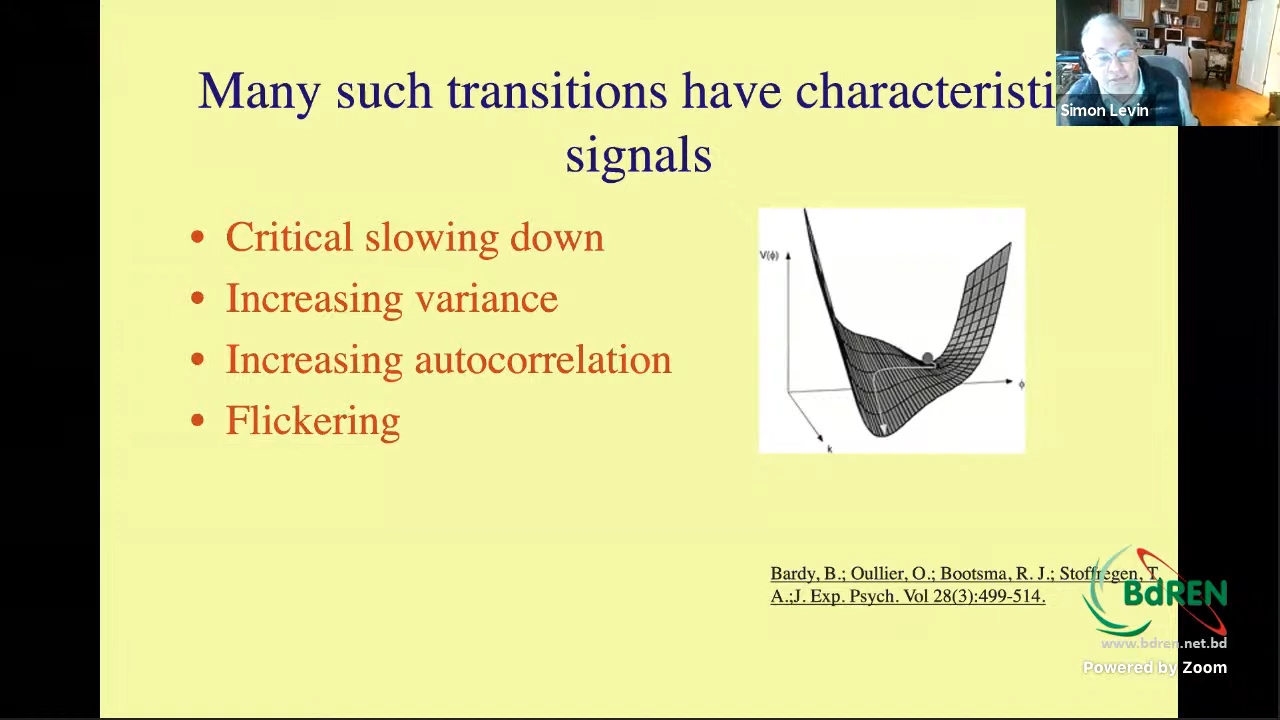 Many such transitions have characteristi
signals
Simon Levin
• Critical slowing down
• Increasing variance
• Increasing autocorrelation
• Flickering
V(ϕ)
ϕ
k
Bardy, B.; Oullier, O.; Bootsma, R. J.; Stoffregen, T
A.;J. Exp. Psych. Vol 28(3):499-514.
BdREN
www.bdren.net.bd
Powered by Zoom